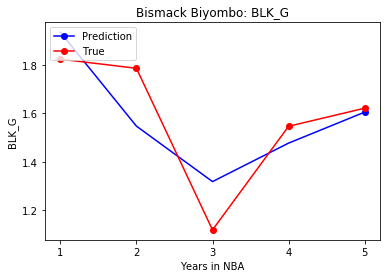 Bismack Biyombo: BLK_G
Prediction
True
1.8
1.6
1.4
1.2
BLK_G
1 2 3 4 5
Years in NBA